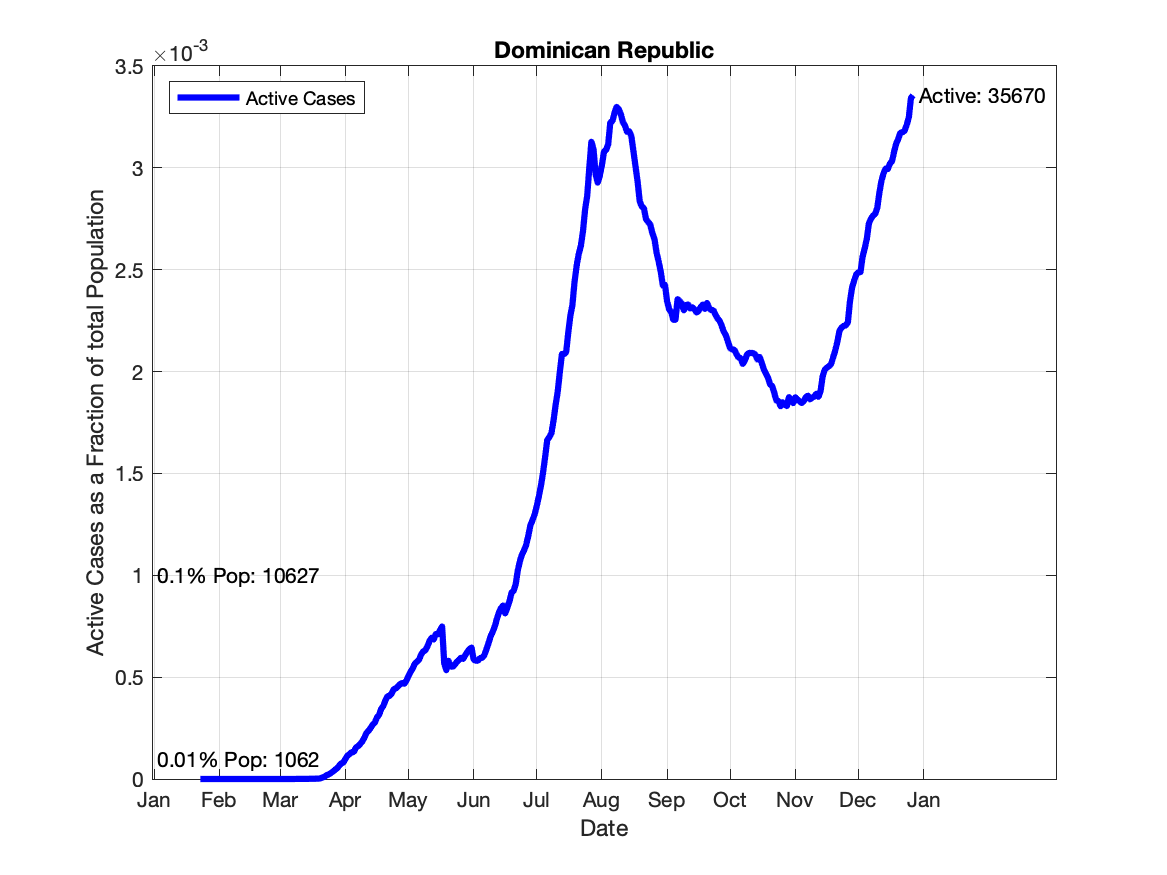 Dominican Republic
×10-3
3.5
3
2.5
2
1.5
1
0.5
0
Active Cases
Active: 35670
0.1% Pop: 10627
0.01% Pop: 1062
Active Cases as a Fraction of total Population
Jan Feb Mar Apr May Jun Jul Aug Sep Oct Nov Dec Jan
Date